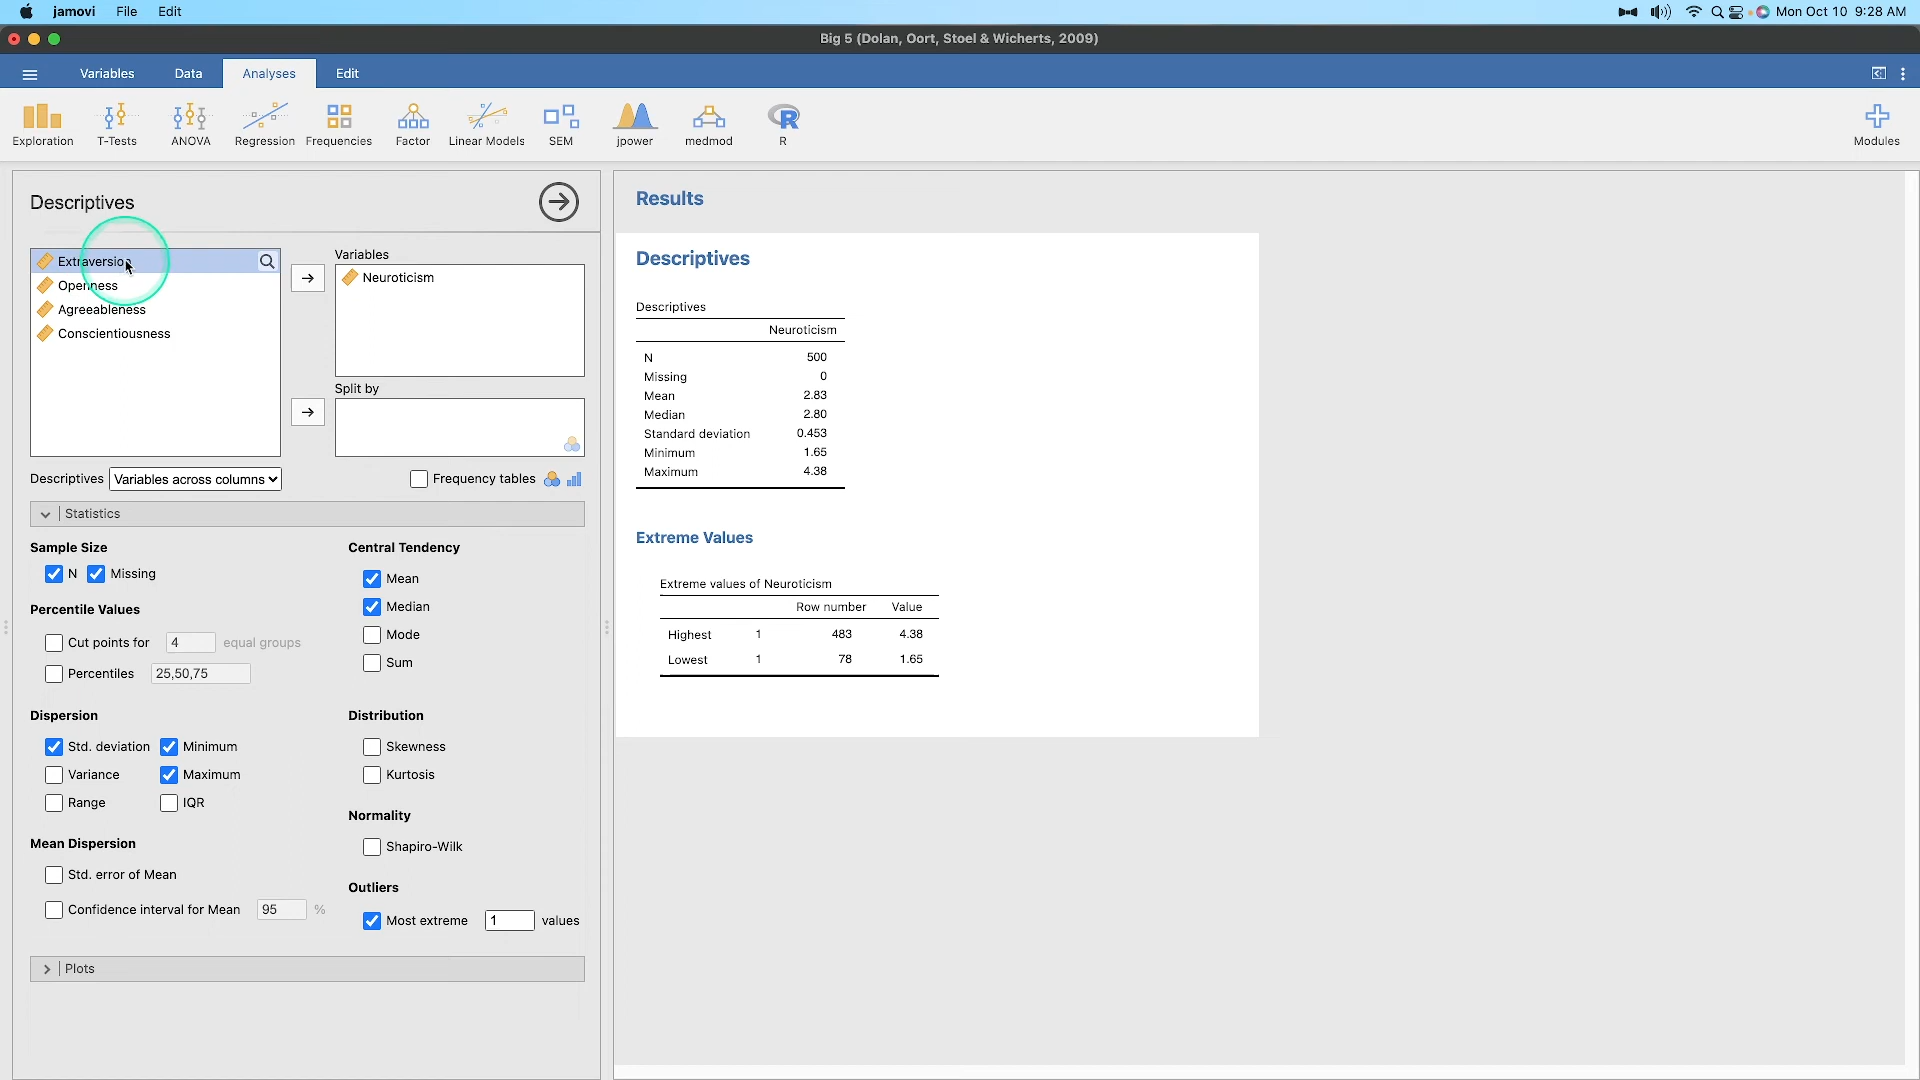 jamovi File Edit Mon Oct 10 9:28 AM
Big 5 (Dolan, Oort, Stoel & Wicherts, 2009)
Variables Data Analyses Edit
Exploration T-Tests ANOVA Regression Frequencies Factor Linear Models SEM jpower medmod R Modules
Descriptives
Extraversion
Openness
Agreeableness
Conscientiousness
Variables
Neuroticism
Split by
Descriptives Variables across columns Frequency tables
Statistics
Sample Size
N Missing
Percentile Values
Cut points for 4 equal groups
Percentiles 25,50,75
Dispersion
Std. deviation Minimum
Variance Maximum
Range IQR
Mean Dispersion
Std. error of Mean
Confidence interval for Mean 95 %
Central Tendency
Mean
Median
Mode
Sum
Distribution
Skewness
Kurtosis
Normality
Shapiro-Wilk
Outliers
Most extreme 1 values
Plots
Results
Descriptives
Descriptives
Neuroticism
N 500
Missing 0
Mean 2.83
Median 2.80
Standard deviation 0.453
Minimum 1.65
Maximum 4.38
Extreme Values
Extreme values of Neuroticism
Row number Value
Highest 1 483 4.38
Lowest 1 78 1.65